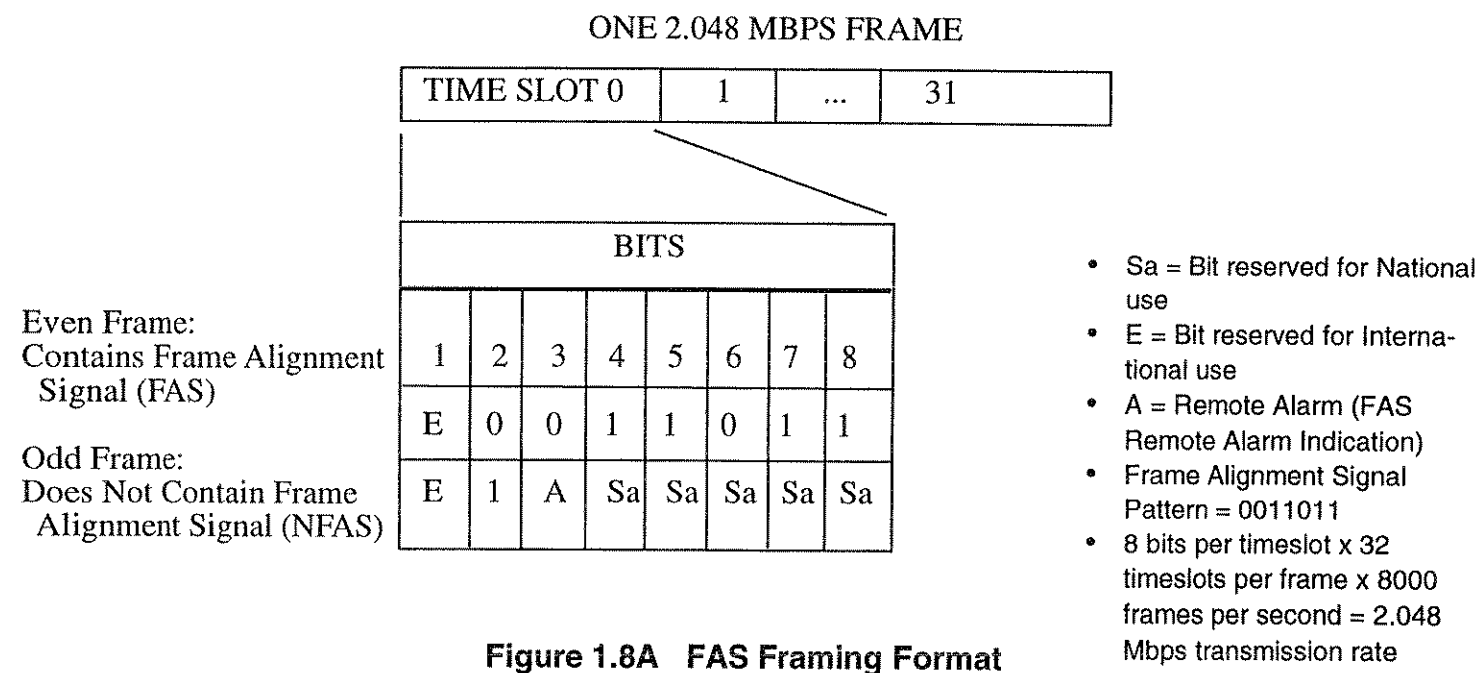 ONE 2.048 MBPS FRAME
TIME SLOT 0 1 ... 31
BITS
Even Frame:
Contains Frame Alignment
Signal (FAS)
1 2 3 4 5 6 7 8
E 0 0 1 1 0 1 1
Odd Frame:
Does Not Contain Frame
Alignment Signal (NFAS)
E 1 A Sa Sa Sa Sa Sa
• Sa = Bit reserved for National
use
• E = Bit reserved for Interna-
tional use
• A = Remote Alarm (FAS
Remote Alarm Indication)
• Frame Alignment Signal
Pattern = 0011011
• 8 bits per timeslot x 32
timeslots per frame x 8000
frames per second = 2.048
Mbps transmission rate
Figure 1.8A FAS Framing Format